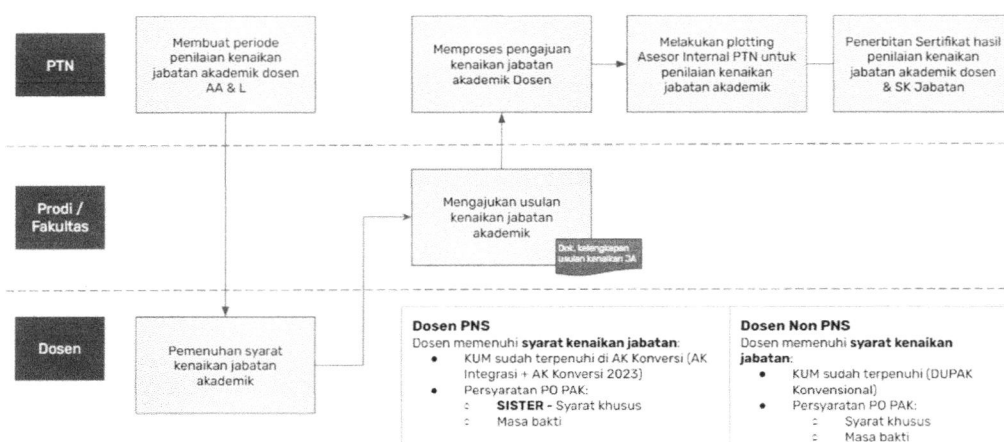 PTN
Membuat periode
penilaian kenaikan
jabatan akademik dosen
AA & L
Memproses pengajuan
kenaikan jabatan
akademik Dosen
Melakukan plotting
Asesor Internal PTN untuk
penilaian kenaikan
jabatan akademik
Penerbitan Sertifikat hasil
penilaian kenaikan
jabatan akademik dosen
& SK Jabatan
Prodi /
Fakultas
Mengajukan usulan
kenaikan jabatan
akademik
Dok. kelengkapan
usulan kenaikan JA
Dosen
Pemenuhan syarat
kenaikan jabatan
akademik
Dosen PNS
Dosen memenuhi syarat kenaikan jabatan:
KUM sudah terpenuhi di AK Konversi (AK
Integrasi + AK Konversi 2023)
Persyaratan PO PAK:
SISTER - Syarat khusus
Masa bakti
Dosen Non PNS
Dosen memenuhi syarat kenaikan
jabatan:
KUM sudah terpenuhi (DUPAK
Konvensional)
Persyaratan PO PAK:
Syarat khusus
Masa bakti